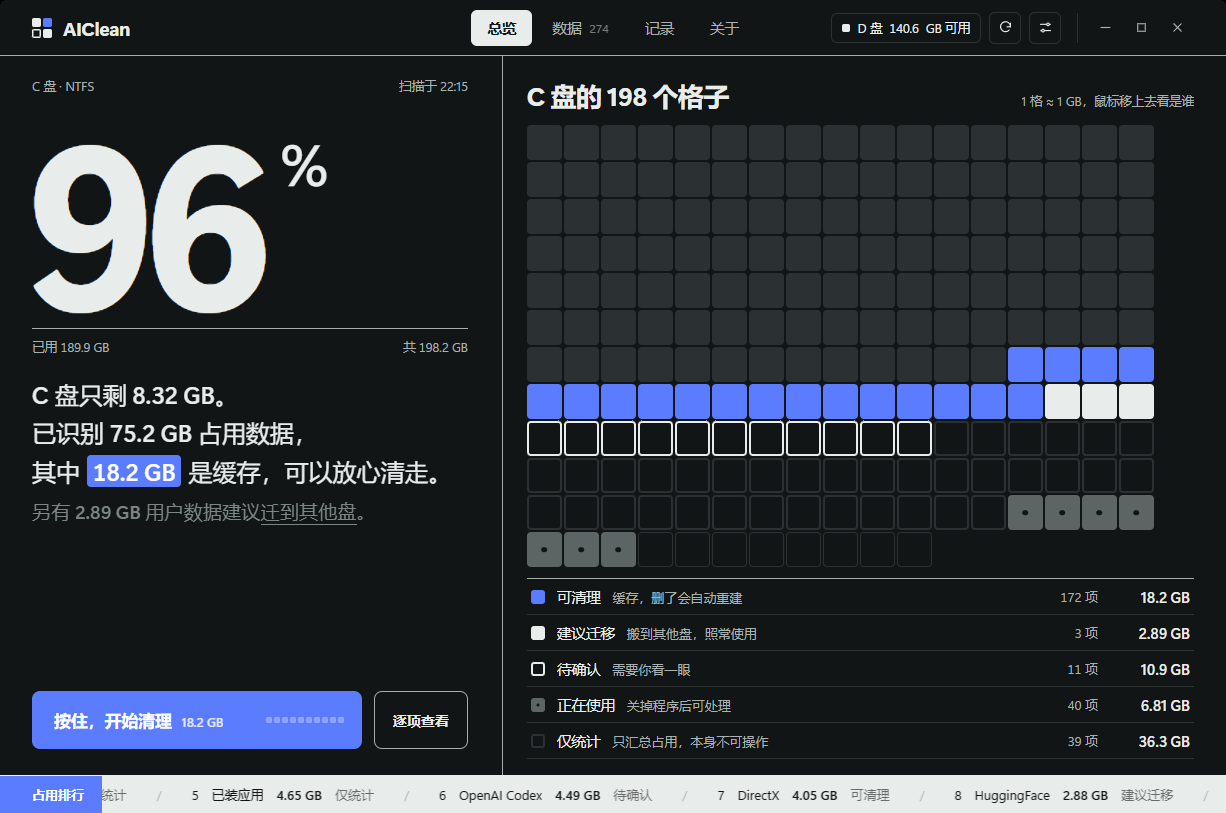 AIClean
总览
数据 274
记录
关于
D 盘 140.6 GB 可用
C 盘 · NTFS
扫描于 22:15
96%
已用 189.9 GB
共 198.2 GB
C 盘只剩 8.32 GB。
已识别 75.2 GB 占用数据，
其中 18.2 GB 是缓存，可以放心清走。
另有 2.89 GB 用户数据建议迁到其他盘。
按住，开始清理 18.2 GB
逐项查看
C 盘的 198 个格子
1 格 ≈ 1 GB，鼠标移上去看是谁
可清理 缓存，删了会自动重建 172 项 18.2 GB
建议迁移 搬到其他盘，照常使用 3 项 2.89 GB
待确认 需要你看一眼 11 项 10.9 GB
正在使用 关掉程序后可处理 40 项 6.81 GB
仅统计 只汇总占用，本身不可操作 39 项 36.3 GB
占用排行 统计 / 5 已装应用 4.65 GB 仅统计 / 6 OpenAI Codex 4.49 GB 待确认 / 7 DirectX 4.05 GB 可清理 / 8 HuggingFace 2.88 GB 建议迁移 /